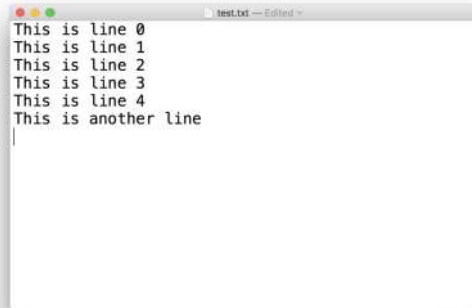 test.txt — Edited
This is line 0
This is line 1
This is line 2
This is line 3
This is line 4
This is another line